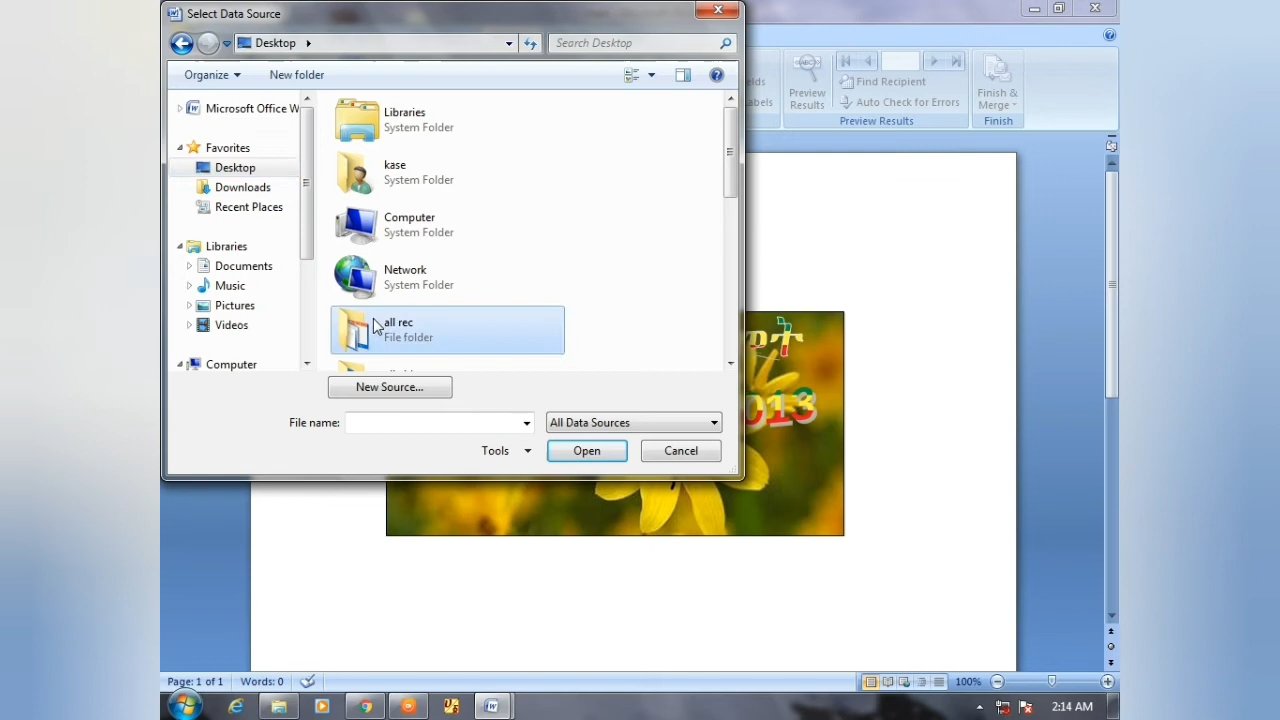 Select Data Source
Desktop
Search Desktop
Organize
New folder
Microsoft Office W
Favorites
Desktop
Downloads
Recent Places
Libraries
Documents
Music
Pictures
Videos
Computer
Libraries
System Folder
kase
System Folder
Computer
System Folder
Network
System Folder
all rec
File folder
New Source...
File name:
All Data Sources
Tools
Open
Cancel
Preview
Results
Find Recipient
Auto Check for Errors
Preview Results
Finish &
Merge
Finish
Page: 1 of 1
Words: 0
100%
2:14 AM